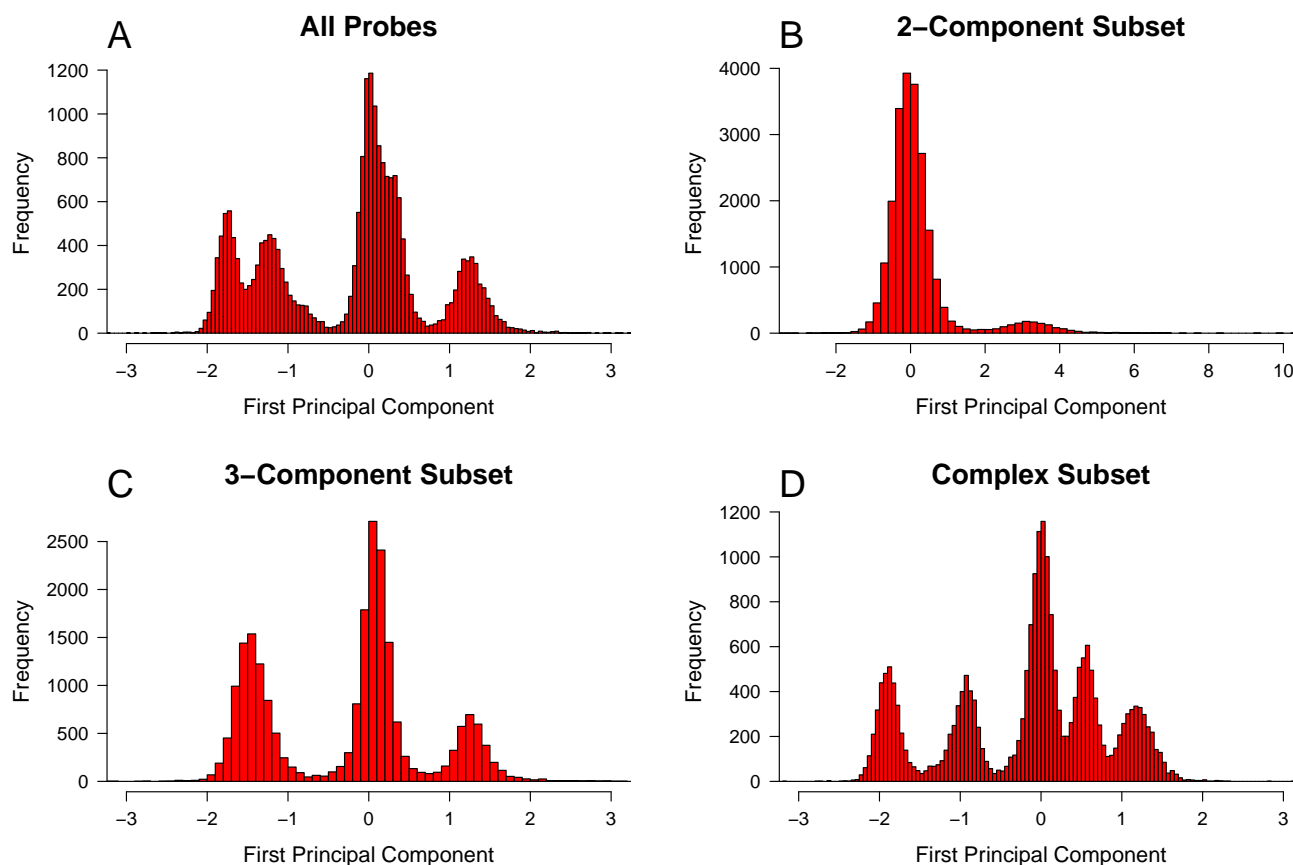 A
All Probes
Frequency
1200
1000
800
600
400
200
0
−3 −2 −1 0 1 2 3
First Principal Component
B
2−Component Subset
Frequency
4000
3000
2000
1000
0
−2 0 2 4 6 8 10
First Principal Component
C
3−Component Subset
Frequency
2500
2000
1500
1000
500
0
−3 −2 −1 0 1 2 3
First Principal Component
D
Complex Subset
Frequency
1200
1000
800
600
400
200
0
−3 −2 −1 0 1 2 3
First Principal Component